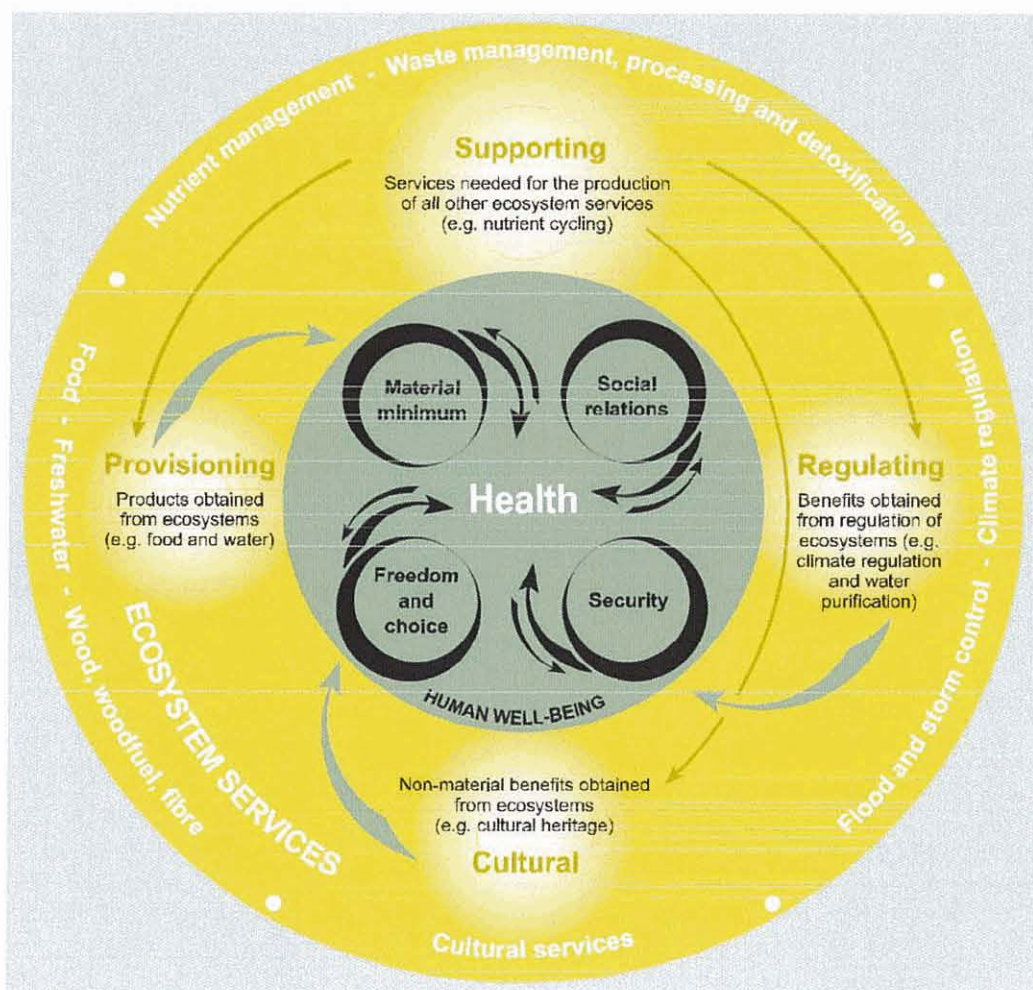 Nutrient management - Waste management, processing and detoxification
Supporting
Services needed for the production
of all other ecosystem services
(e.g. nutrient cycling)
Food - Freshwater - Wood, woodfuel, fibre
Flood and storm control - Climate regulation
Material
minimum
Social
relations
Provisioning
Products obtained
from ecosystems
(e.g. food and water)
Health
Regulating
Benefits obtained
from regulation of
ecosystems (e.g.
climate regulation
and water
purification)
Freedom
and
choice
Security
HUMAN WELL-BEING
ECOSYSTEM SERVICES
Non-material benefits obtained
from ecosystems
(e.g. cultural heritage)
Cultural
Cultural services